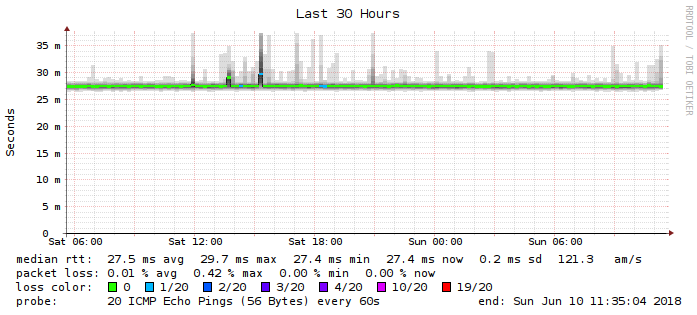 Last 30 Hours
RRDTOOL / TOBI OETIKER
Seconds
35 m
30 m
25 m
20 m
15 m
10 m
5 m
0
Sat 06:00 Sat 12:00 Sat 18:00 Sun 00:00 Sun 06:00
median rtt: 27.5 ms avg 29.7 ms max 27.4 ms min 27.4 ms now 0.2 ms sd 121.3 am/s
packet loss: 0.01 % avg 0.42 % max 0.00 % min 0.00 % now
loss color: 0 1/20 2/20 3/20 4/20 10/20 19/20
probe: 20 ICMP Echo Pings (56 Bytes) every 60s end: Sun Jun 10 11:35:04 2018